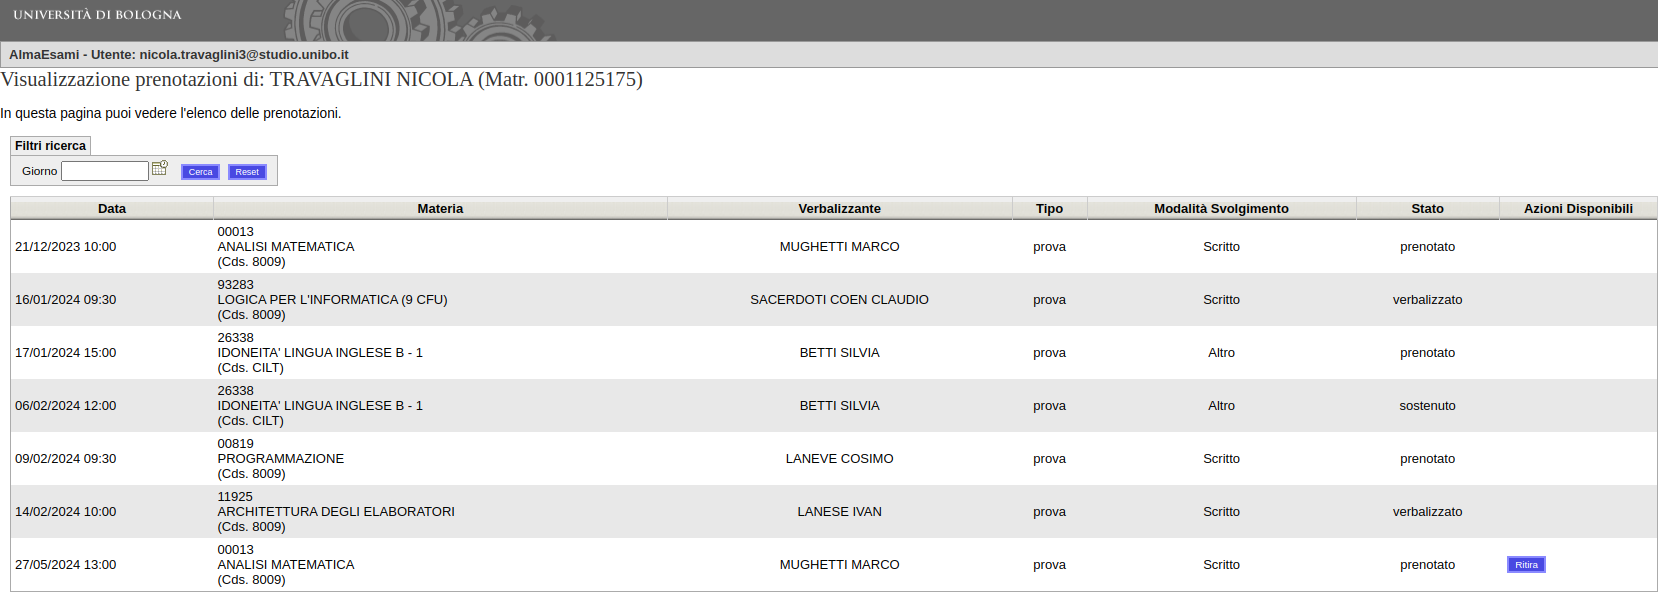 UNIVERSITÀ DI BOLOGNA
AlmaEsami - Utente: nicola.travaglini3@studio.unibo.it
Visualizzazione prenotazioni di: TRAVAGLINI NICOLA (Matr. 0001125175)
In questa pagina puoi vedere l'elenco delle prenotazioni.
Filtri ricerca
Giorno Cerca Reset
Data Materia Verbalizzante Tipo Modalità Svolgimento Stato Azioni Disponibili
00013
21/12/2023 10:00 ANALISI MATEMATICA MUGHETTI MARCO prova Scritto prenotato
(Cds. 8009)
93283
16/01/2024 09:30 LOGICA PER L'INFORMATICA (9 CFU) SACERDOTI COEN CLAUDIO prova Scritto verbalizzato
(Cds. 8009)
26338
17/01/2024 15:00 IDONEITA' LINGUA INGLESE B - 1 BETTI SILVIA prova Altro prenotato
(Cds. CILT)
26338
06/02/2024 12:00 IDONEITA' LINGUA INGLESE B - 1 BETTI SILVIA prova Altro sostenuto
(Cds. CILT)
00819
09/02/2024 09:30 PROGRAMMAZIONE LANEVE COSIMO prova Scritto prenotato
(Cds. 8009)
11925
14/02/2024 10:00 ARCHITETTURA DEGLI ELABORATORI LANESE IVAN prova Scritto verbalizzato
(Cds. 8009)
00013
27/05/2024 13:00 ANALISI MATEMATICA MUGHETTI MARCO prova Scritto prenotato Ritira
(Cds. 8009)